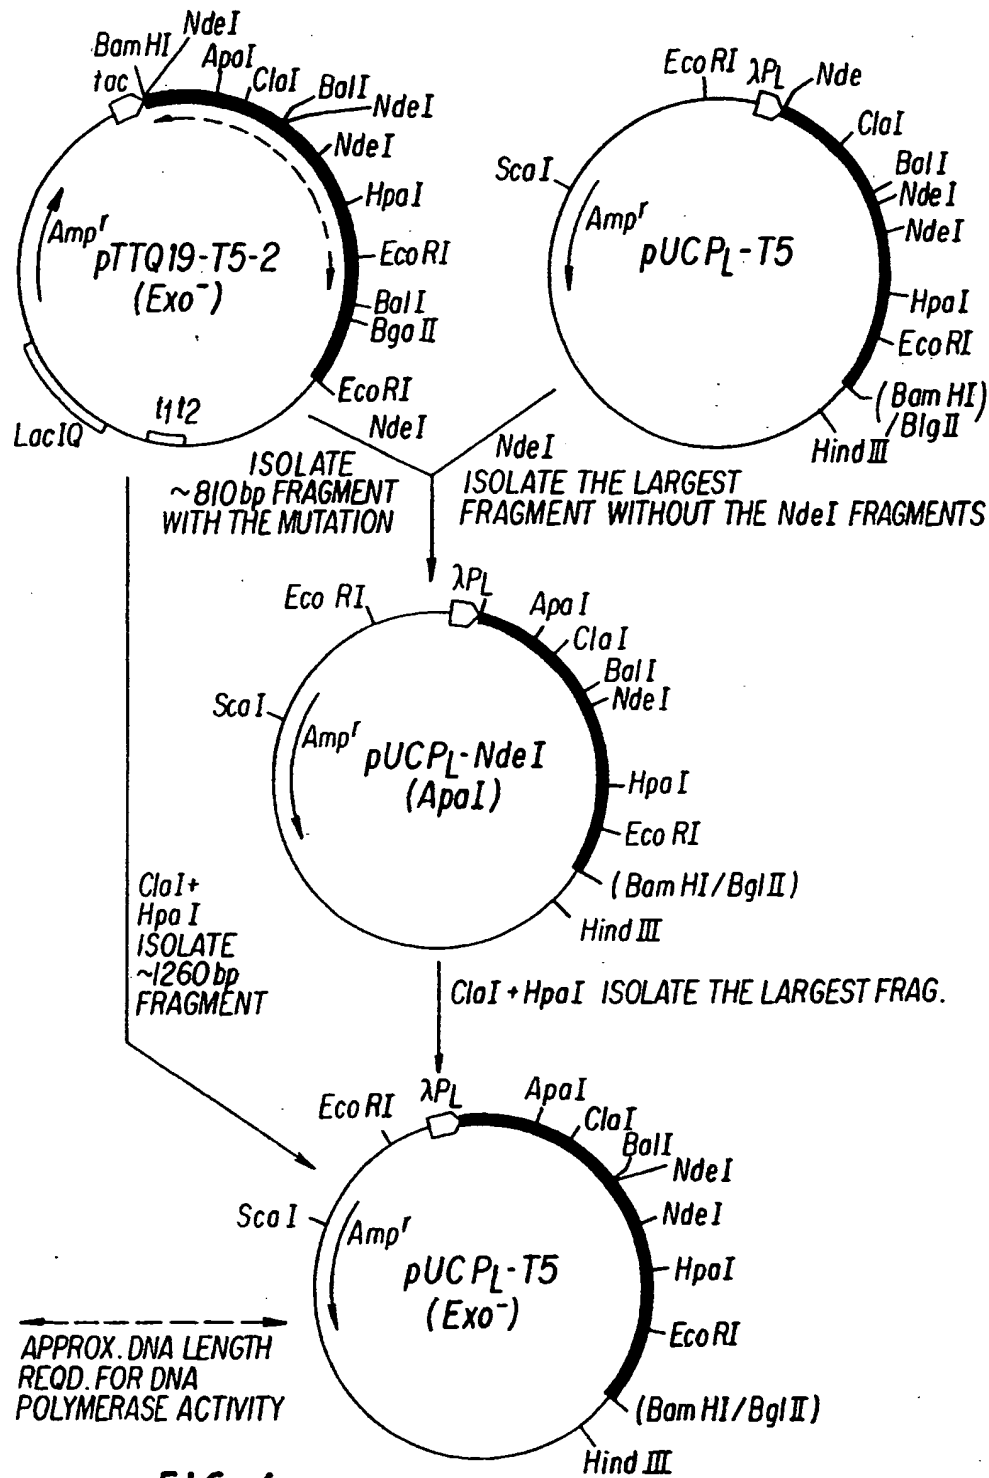 NdeI
BamHI
ApaI
tac
ClaI
BalI
NdeI
NdeI
HpaI
Ampr
pTTQ19-T5-2
(Exo-)
EcoRI
BalI
BgaII
EcoRI
LacIQ
t1 t2
EcoRI
λPL
Nde
ClaI
ScaI
BalI
NdeI
Ampr
NdeI
pUCPL-T5
HpaI
EcoRI
(BamHI)
/BlgII
HindIII
NdeI
ISOLATE
~810bp FRAGMENT
WITH THE MUTATION
NdeI
ISOLATE THE LARGEST
FRAGMENT WITHOUT THE NdeI FRAGMENTS
Eco RI
λPL
ApaI
ClaI
BalI
NdeI
ScaI
Ampr
pUCPL-NdeI
(ApaI)
HpaI
EcoRI
(BamHI/BglII)
HindIII
ClaI+
HpaI
ISOLATE
~1260bp
FRAGMENT
ClaI+HpaI ISOLATE THE LARGEST FRAG.
EcoRI
λPL
ApaI
ClaI
BalI
NdeI
ScaI
NdeI
Ampr
pUCPL-T5
(Exo-)
HpaI
EcoRI
(BamHI/BglII)
HindIII
APPROX. DNA LENGTH
REQD. FOR DNA
POLYMERASE ACTIVITY